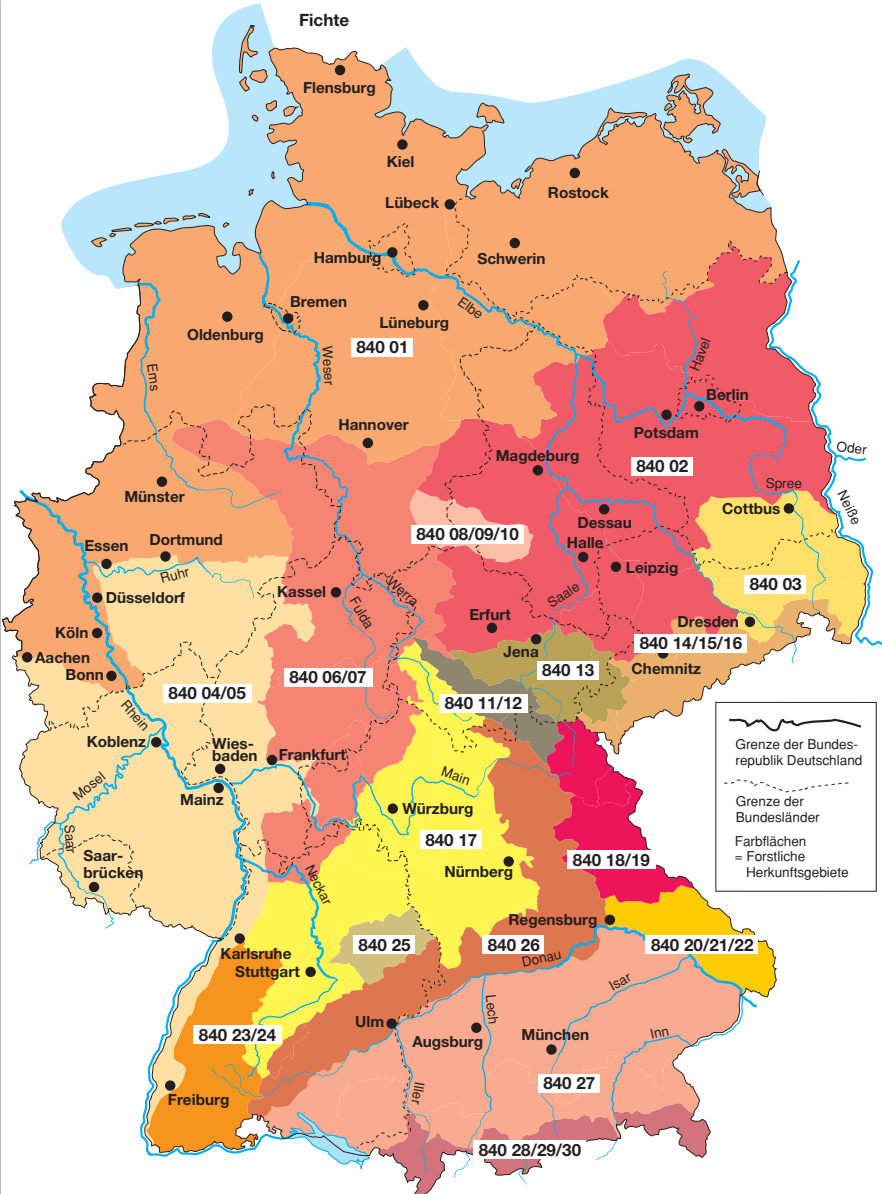 Fichte
Flensburg
Kiel
Rostock
Lübeck
Hamburg
Schwerin
Bremen
Elbe
Lüneburg
Oldenburg
840 01
Weser
Ems
Havel
Berlin
Hannover
Potsdam
Magdeburg
840 02
Oder
Münster
Spree
Neiße
Cottbus
Dessau
840 08/09/10
Halle
Essen
Dortmund
Leipzig
Ruhr
840 03
Kassel
Werra
Düsseldorf
Saale
Fulda
Erfurt
Dresden
Köln
840 14/15/16
Jena
Aachen
Chemnitz
840 13
Bonn
840 06/07
840 04/05
840 11/12
Rhein
Koblenz
Wies-
baden
Frankfurt
Grenze der Bundes-
republik Deutschland
Mosel
Main
Mainz
Grenze der
Bundesländer
Würzburg
Saar
840 17
Farbflächen
= Forstliche
Herkunftsgebiete
Saar-
brücken
840 18/19
Nürnberg
Neckar
Regensburg
840 25
840 26
840 20/21/22
Karlsruhe
Donau
Stuttgart
Isar
Lech
Ulm
840 23/24
Augsburg
München
Inn
840 27
Iller
Freiburg
840 28/29/30